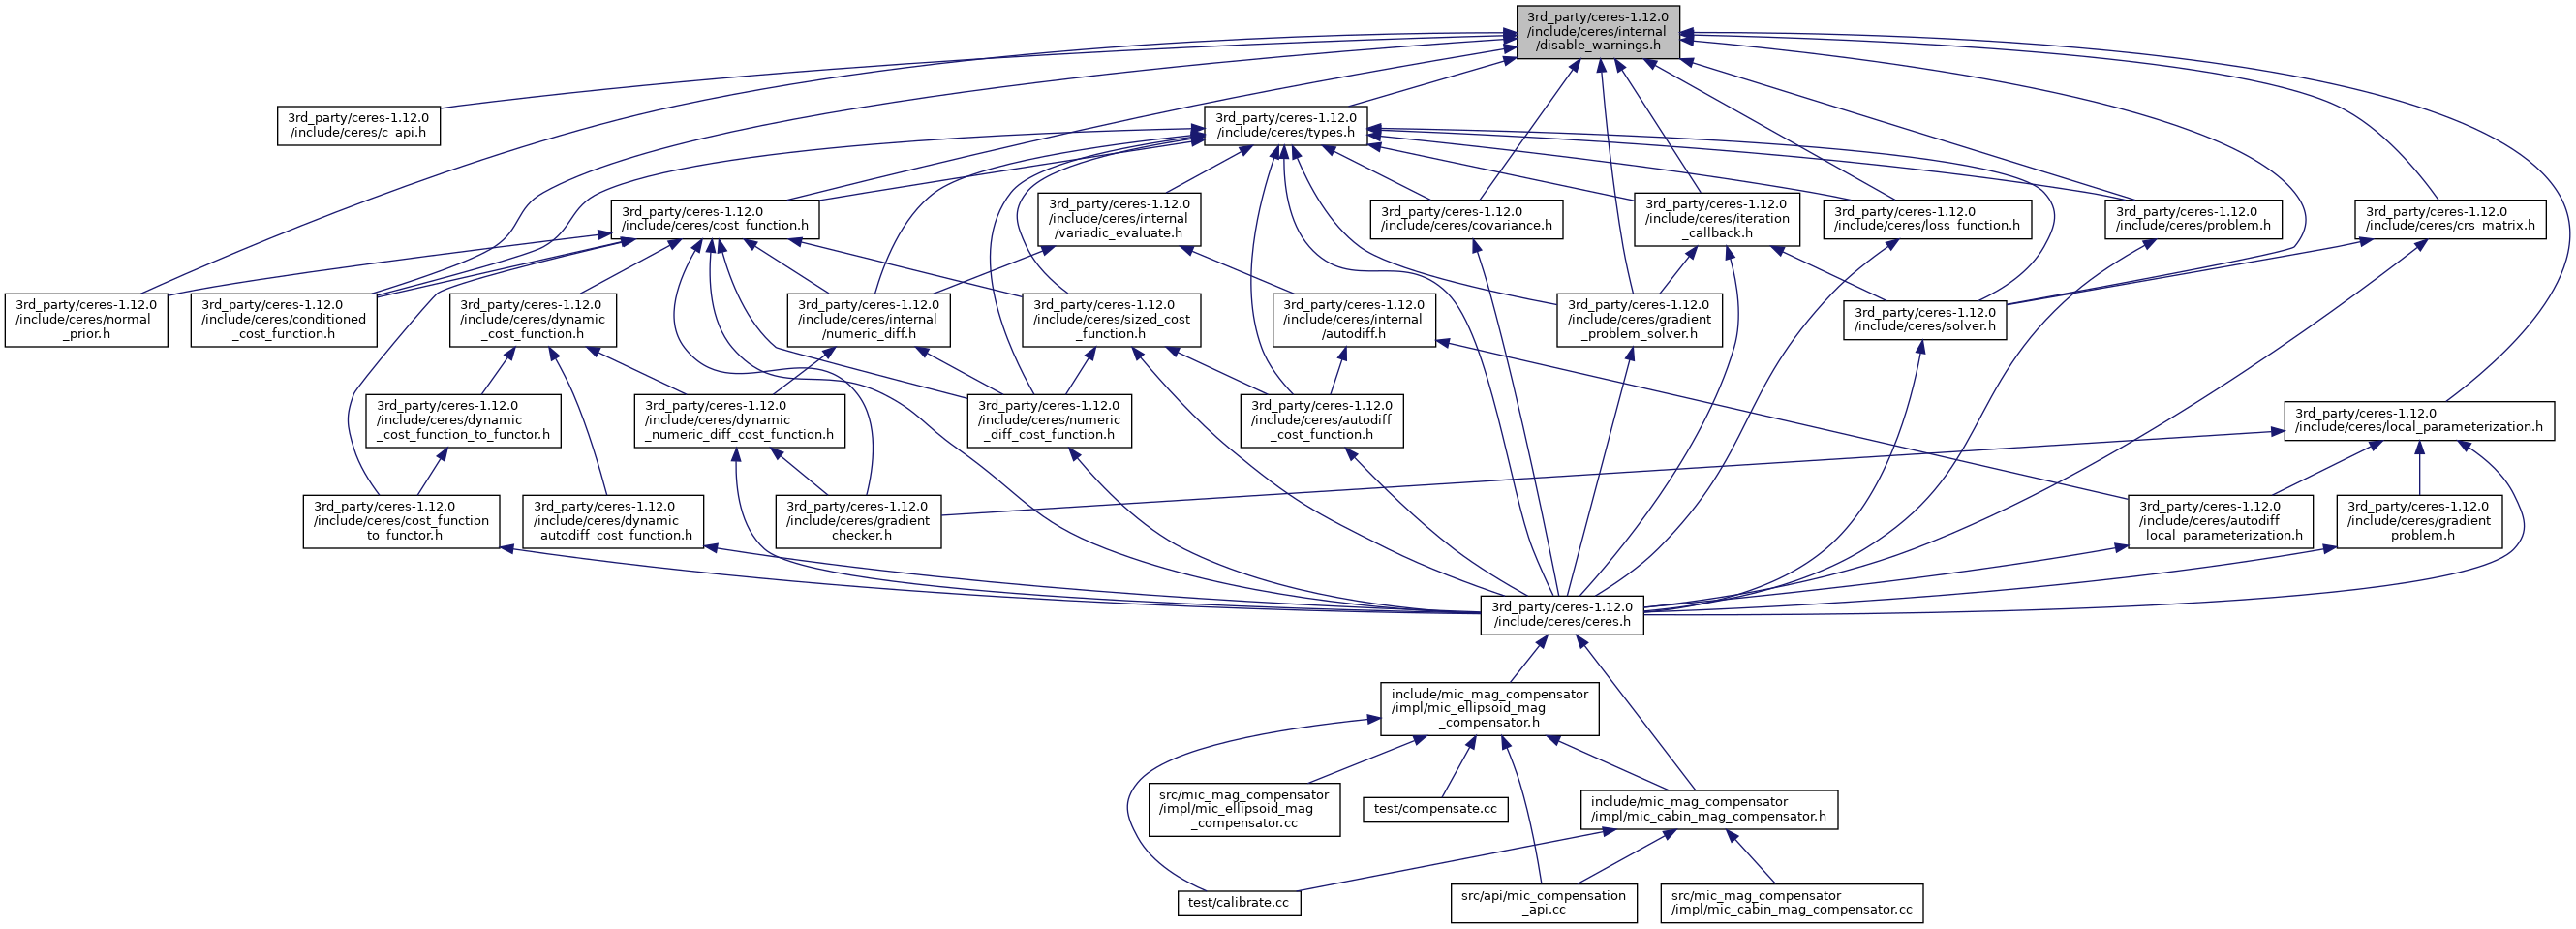 3rd_party/ceres-1.12.0
/include/ceres/internal
/disable_warnings.h
3rd_party/ceres-1.12.0
/include/ceres/c_api.h
3rd_party/ceres-1.12.0
/include/ceres/types.h
3rd_party/ceres-1.12.0
/include/ceres/cost_function.h
3rd_party/ceres-1.12.0
/include/ceres/internal
/variadic_evaluate.h
3rd_party/ceres-1.12.0
/include/ceres/covariance.h
3rd_party/ceres-1.12.0
/include/ceres/iteration
_callback.h
3rd_party/ceres-1.12.0
/include/ceres/loss_function.h
3rd_party/ceres-1.12.0
/include/ceres/problem.h
3rd_party/ceres-1.12.0
/include/ceres/crs_matrix.h
3rd_party/ceres-1.12.0
/include/ceres/normal
_prior.h
3rd_party/ceres-1.12.0
/include/ceres/conditioned
_cost_function.h
3rd_party/ceres-1.12.0
/include/ceres/dynamic
_cost_function.h
3rd_party/ceres-1.12.0
/include/ceres/internal
/numeric_diff.h
3rd_party/ceres-1.12.0
/include/ceres/sized_cost
_function.h
3rd_party/ceres-1.12.0
/include/ceres/internal
/autodiff.h
3rd_party/ceres-1.12.0
/include/ceres/gradient
_problem_solver.h
3rd_party/ceres-1.12.0
/include/ceres/solver.h
3rd_party/ceres-1.12.0
/include/ceres/dynamic
_cost_function_to_functor.h
3rd_party/ceres-1.12.0
/include/ceres/dynamic
_numeric_diff_cost_function.h
3rd_party/ceres-1.12.0
/include/ceres/numeric
_diff_cost_function.h
3rd_party/ceres-1.12.0
/include/ceres/autodiff
_cost_function.h
3rd_party/ceres-1.12.0
/include/ceres/local_parameterization.h
3rd_party/ceres-1.12.0
/include/ceres/cost_function
_to_functor.h
3rd_party/ceres-1.12.0
/include/ceres/dynamic
_autodiff_cost_function.h
3rd_party/ceres-1.12.0
/include/ceres/gradient
_checker.h
3rd_party/ceres-1.12.0
/include/ceres/autodiff
_local_parameterization.h
3rd_party/ceres-1.12.0
/include/ceres/gradient
_problem.h
3rd_party/ceres-1.12.0
/include/ceres/ceres.h
include/mic_mag_compensator
/impl/mic_ellipsoid_mag
_compensator.h
src/mic_mag_compensator
/impl/mic_ellipsoid_mag
_compensator.cc
test/compensate.cc
include/mic_mag_compensator
/impl/mic_cabin_mag_compensator.h
test/calibrate.cc
src/api/mic_compensation
_api.cc
src/mic_mag_compensator
/impl/mic_cabin_mag_compensator.cc